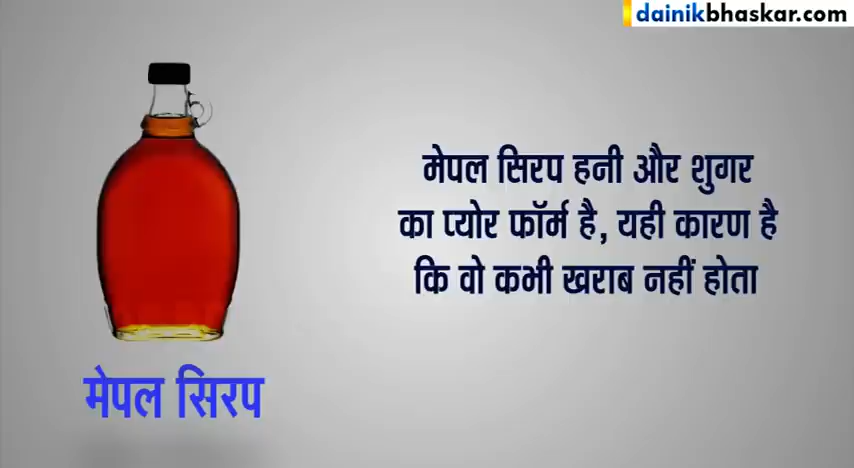 dainikbhaskar.com
मेपल सिरप हनी और शुगर
का प्योर फॉर्म है, यही कारण है
कि वो कभी खराब नहीं होता
मेपल सिरप